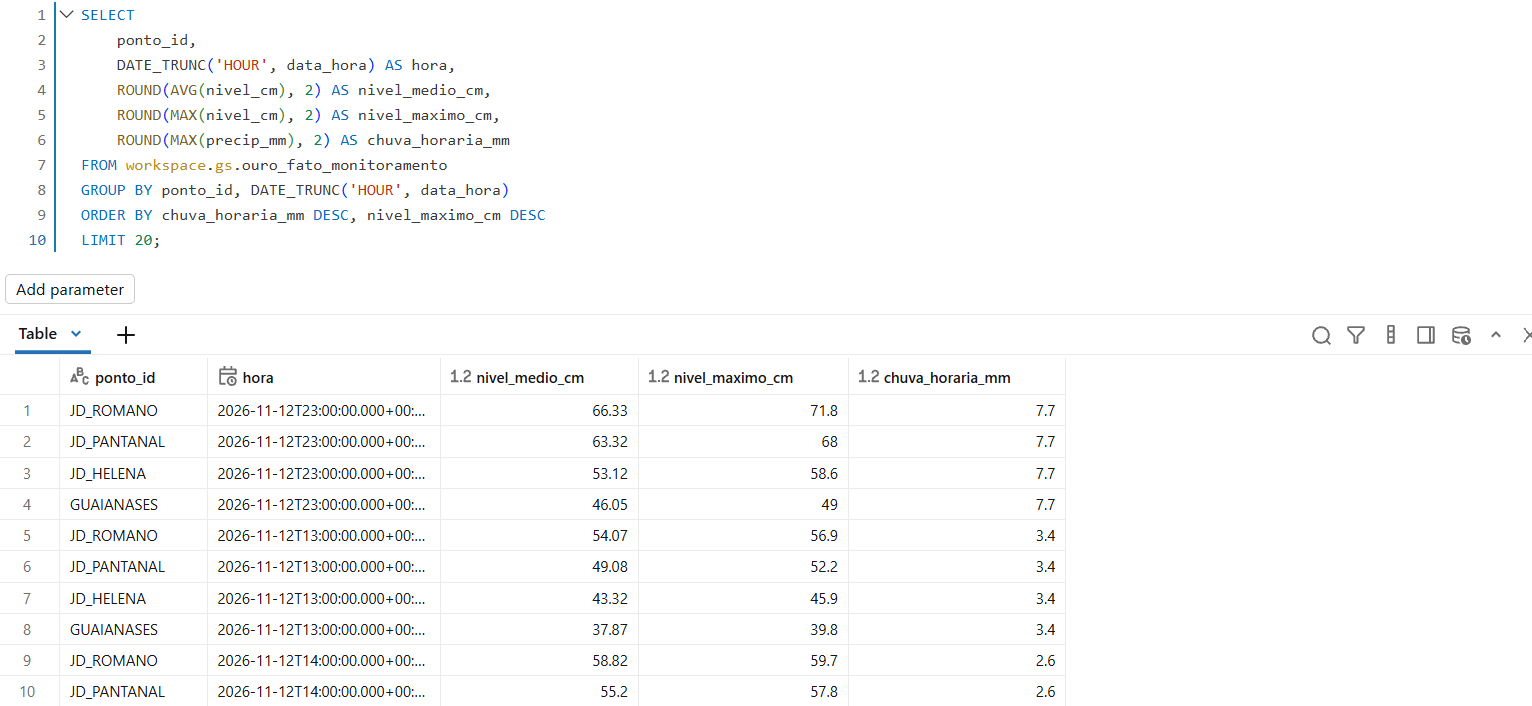 1 SELECT
2 ponto_id,
3 DATE_TRUNC('HOUR', data_hora) AS hora,
4 ROUND(AVG(nivel_cm), 2) AS nivel_medio_cm,
5 ROUND(MAX(nivel_cm), 2) AS nivel_maximo_cm,
6 ROUND(MAX(precip_mm), 2) AS chuva_horaria_mm
7 FROM workspace.gs.ouro_fato_monitoramento
8 GROUP BY ponto_id, DATE_TRUNC('HOUR', data_hora)
9 ORDER BY chuva_horaria_mm DESC, nivel_maximo_cm DESC
10 LIMIT 20;
Add parameter
Table
ABC ponto_id hora 1.2 nivel_medio_cm 1.2 nivel_maximo_cm 1.2 chuva_horaria_mm
1 JD_ROMANO 2026-11-12T23:00:00.000+00:... 66.33 71.8 7.7
2 JD_PANTANAL 2026-11-12T23:00:00.000+00:... 63.32 68 7.7
3 JD_HELENA 2026-11-12T23:00:00.000+00:... 53.12 58.6 7.7
4 GUAIANASES 2026-11-12T23:00:00.000+00:... 46.05 49 7.7
5 JD_ROMANO 2026-11-12T13:00:00.000+00:... 54.07 56.9 3.4
6 JD_PANTANAL 2026-11-12T13:00:00.000+00:... 49.08 52.2 3.4
7 JD_HELENA 2026-11-12T13:00:00.000+00:... 43.32 45.9 3.4
8 GUAIANASES 2026-11-12T13:00:00.000+00:... 37.87 39.8 3.4
9 JD_ROMANO 2026-11-12T14:00:00.000+00:... 58.82 59.7 2.6
10 JD_PANTANAL 2026-11-12T14:00:00.000+00:... 55.2 57.8 2.6